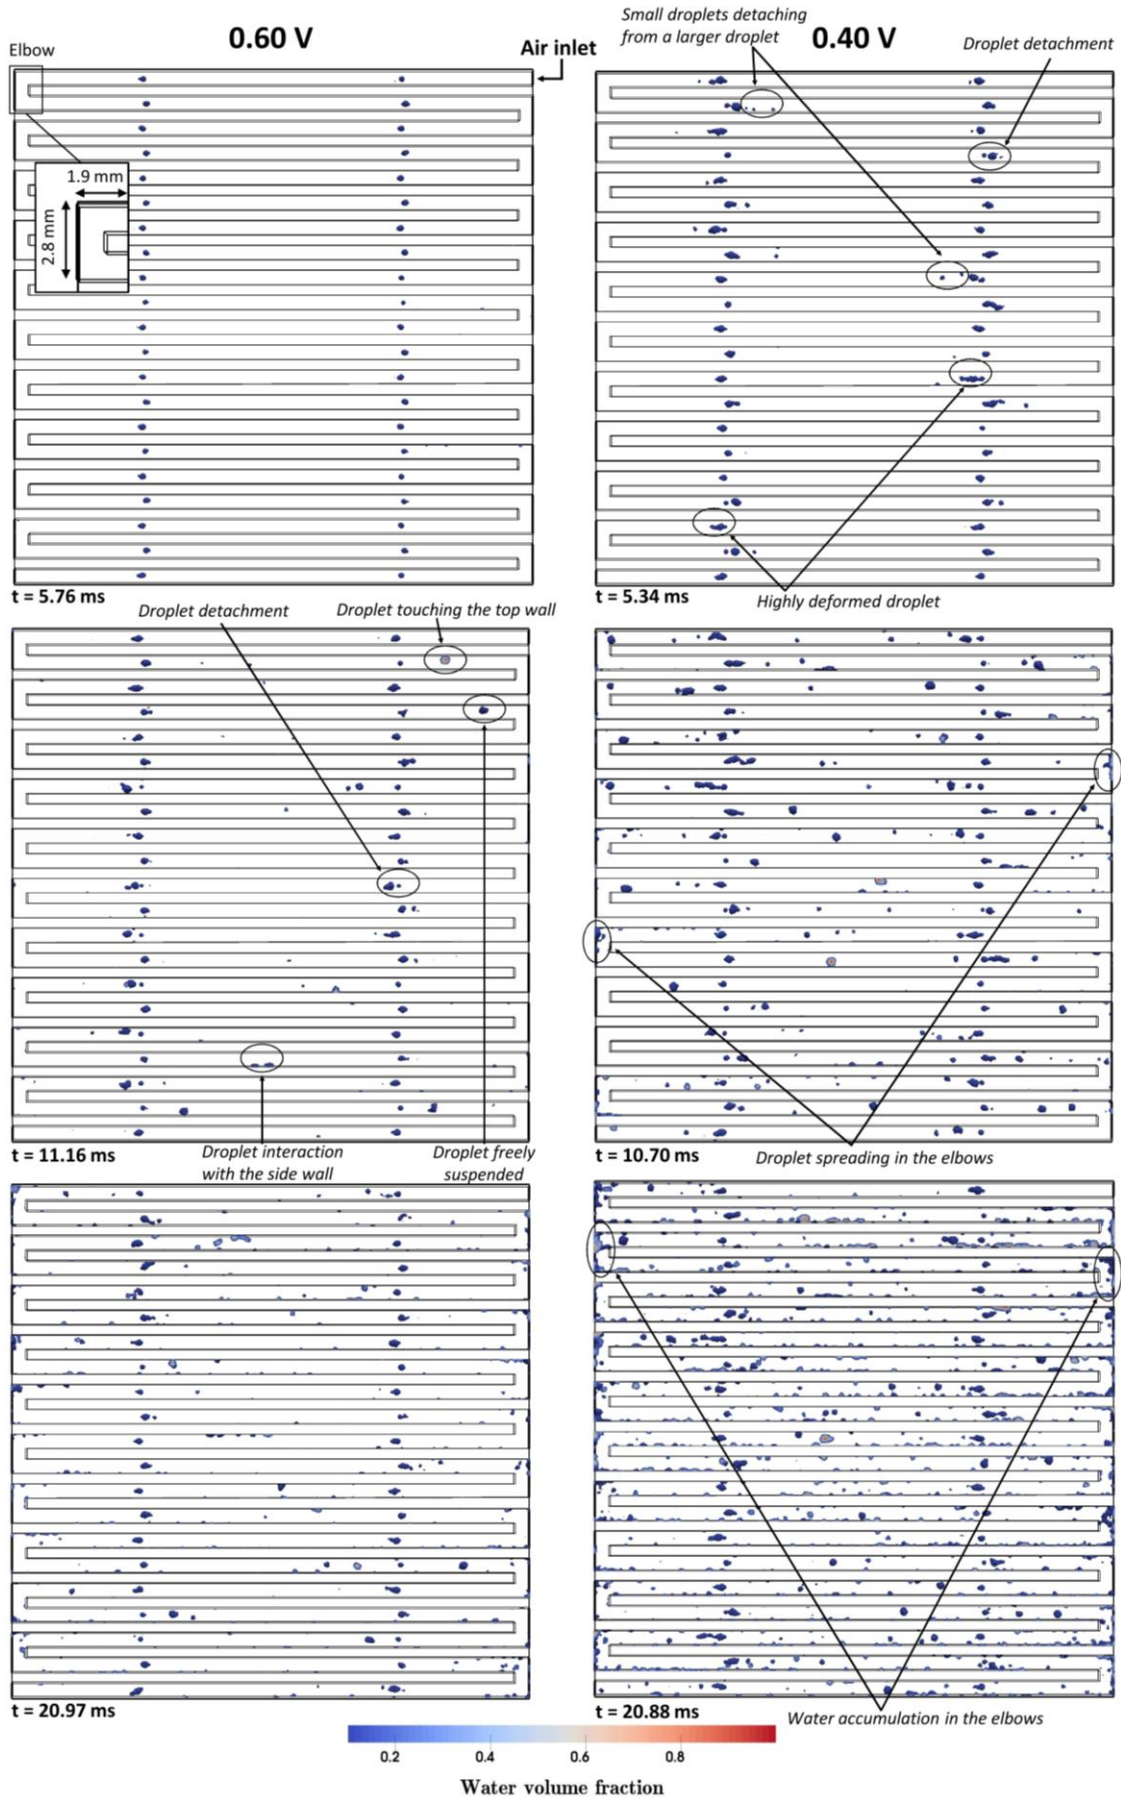 Small droplets detaching
from a larger droplet
0.60 V
0.40 V
Elbow
Air inlet
Droplet detachment
1.9 mm
2.8 mm
t = 5.76 ms
t = 5.34 ms
Highly deformed droplet
Droplet detachment
Droplet touching the top wall
t = 11.16 ms
Droplet interaction
with the side wall
Droplet freely
suspended
t = 10.70 ms
Droplet spreading in the elbows
t = 20.97 ms
t = 20.88 ms
Water accumulation in the elbows
0.2 0.4 0.6 0.8
Water volume fraction